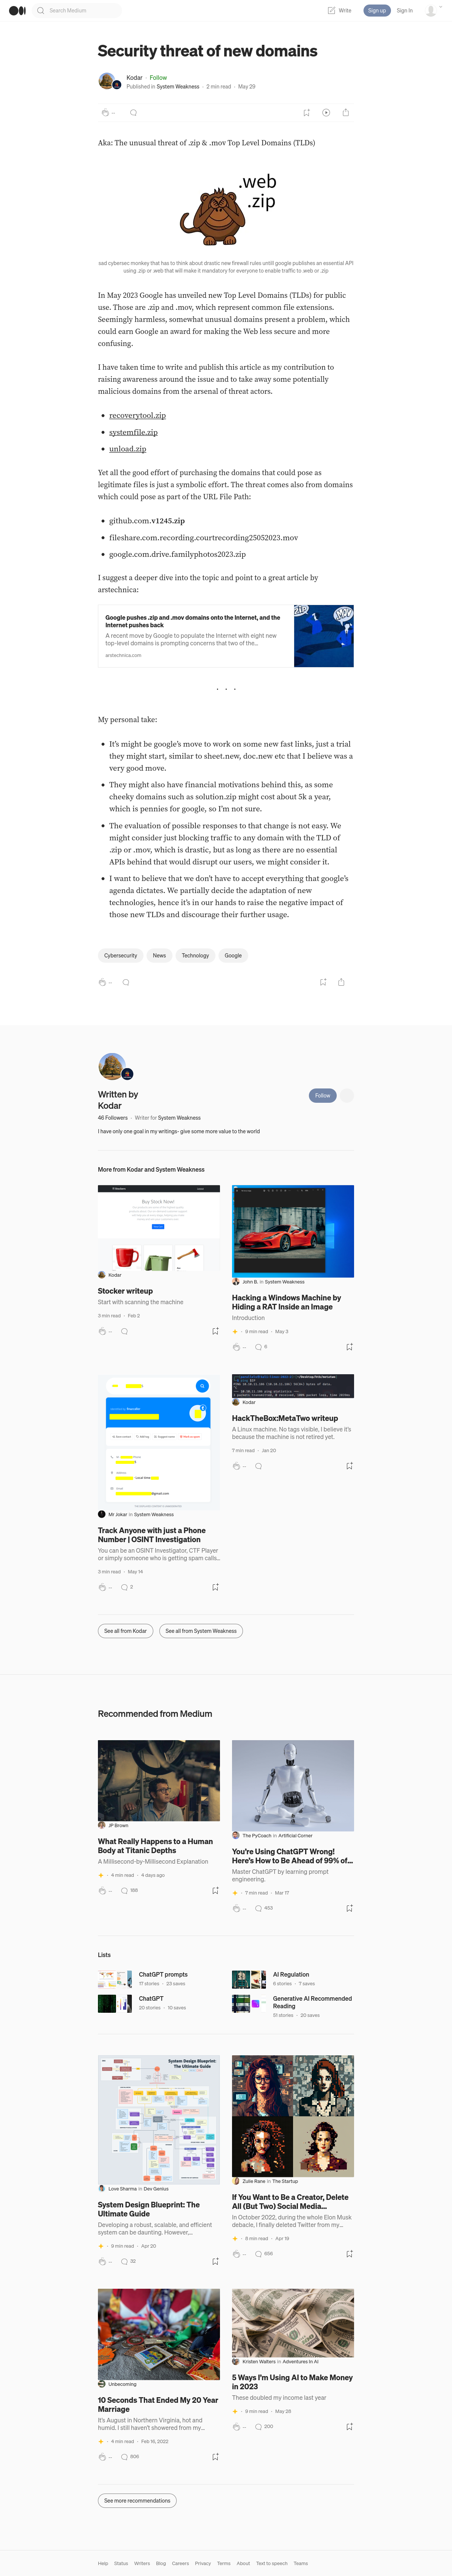 Search Medium
Write
Sign up
Sign In
Security threat of new domains
Kodar · Follow
Published in System Weakness · 2 min read · May 29
Aka: The unusual threat of .zip & .mov Top Level Domains (TLDs)
.web
.zip
sad cybersec monkey that has to think about drastic new firewall rules untill google publishes an essential API
using .zip or .web that will make it mandatory for everyone to enable traffic to .web or .zip
In May 2023 Google has unveiled new Top Level Domains (TLDs) for public
use. Those are .zip and .mov, which represent common file extensions.
Seemingly harmless, somewhat unusual domains present a problem, which
could earn Google an award for making the Web less secure and more
confusing.
I have taken time to write and publish this article as my contribution to
raising awareness around the issue and to take away some potentially
malicious domains from the arsenal of threat actors.
recoverytool.zip
systemfile.zip
unload.zip
Yet all the good effort of purchasing the domains that could pose as
legitimate files is just a symbolic effort. The threat comes also from domains
which could pose as part of the URL File Path:
github.com.v1245.zip
fileshare.com.recording.courtrecording25052023.mov
google.com.drive.familyphotos2023.zip
I suggest a deeper dive into the topic and point to a great article by
arstechnica:
Google pushes .zip and .mov domains onto the Internet, and the
Internet pushes back
A recent move by Google to populate the Internet with eight new
top-level domains is prompting concerns that two of the...
arstechnica.com
My personal take:
It's might be google's move to work on some new fast links, just a trial
they might start, similar to sheet.new, doc.new etc that I believe was a
very good move.
They might also have financial motivations behind this, as some
cheeky domains such as solution.zip might cost about 5k a year,
which is pennies for google, so I'm not sure.
The evaluation of possible responses to that change is not easy. We
might consider just blocking traffic to any domain with the TLD of
.zip or .mov, which is drastic, but as long as there are no essential
APIs behind that would disrupt our users, we might consider it.
I want to believe that we don't have to accept everything that google's
agenda dictates. We partially decide the adaptation of new
technologies, hence it's in our hands to raise the negative impact of
those new TLDs and discourage their further usage.
Cybersecurity
News
Technology
Google
Written by
Kodar
Follow
46 Followers · Writer for System Weakness
I have only one goal in my writings- give some more value to the world
More from Kodar and System Weakness
Buy Stock Now!
Kodar
Stocker writeup
Start with scanning the machine
3 min read · Feb 2
John B. in System Weakness
Hacking a Windows Machine by
Hiding a RAT Inside an Image
Introduction
9 min read · May 3
6
Mr Jokar in System Weakness
Track Anyone with just a Phone
Number | OSINT Investigation
You can be an OSINT Investigator, CTF Player
or simply someone who is getting spam calls...
3 min read · May 14
2
Kodar
HackTheBox:MetaTwo writeup
A Linux machine, No tags visible, I believe it's
because the machine is not retired yet.
7 min read · Jan 20
See all from Kodar
See all from System Weakness
Recommended from Medium
JP Brown
What Really Happens to a Human
Body at Titanic Depths
A Millisecond-by-Millisecond Explanation
4 min read · 4 days ago
The PyCoach in Artificial Corner
You're Using ChatGPT Wrong!
Here's How to Be Ahead of 99% of...
Master ChatGPT by learning prompt
engineering.
7 min read · Mar 17
Lists
ChatGPT prompts
17 stories · 23 saves
AI Regulation
6 stories · 7 saves
ChatGPT
20 stories · 10 saves
Generative AI Recommended
Reading
51 stories · 20 saves
System Design Blueprint:
The Ultimate Guide
Love Sharma in Dev Genius
System Design Blueprint: The
Ultimate Guide
Developing a robust, scalable, and efficient
system can be daunting. However,...
9 min read · Apr 20
32
Zulie Rane in The Startup
If You Want to Be a Creator, Delete
All (But Two) Social Media...
In October 2022, during the whole Elon Musk
debacle, I finally deleted Twitter from my...
8 min read · Apr 19
Unbecoming
10 Seconds That Ended My 20 Year
Marriage
It's August in Northern Virginia, hot and
humid. I still haven't showered from my...
4 min read · Feb 16, 2022
Kristen Walters in Adventures In AI
5 Ways I'm Using AI to Make Money
in 2023
These doubled my income last year
9 min read
200
See more recommendations
Help Status Writers Blog Careers Privacy Terms About Text to speech Teams